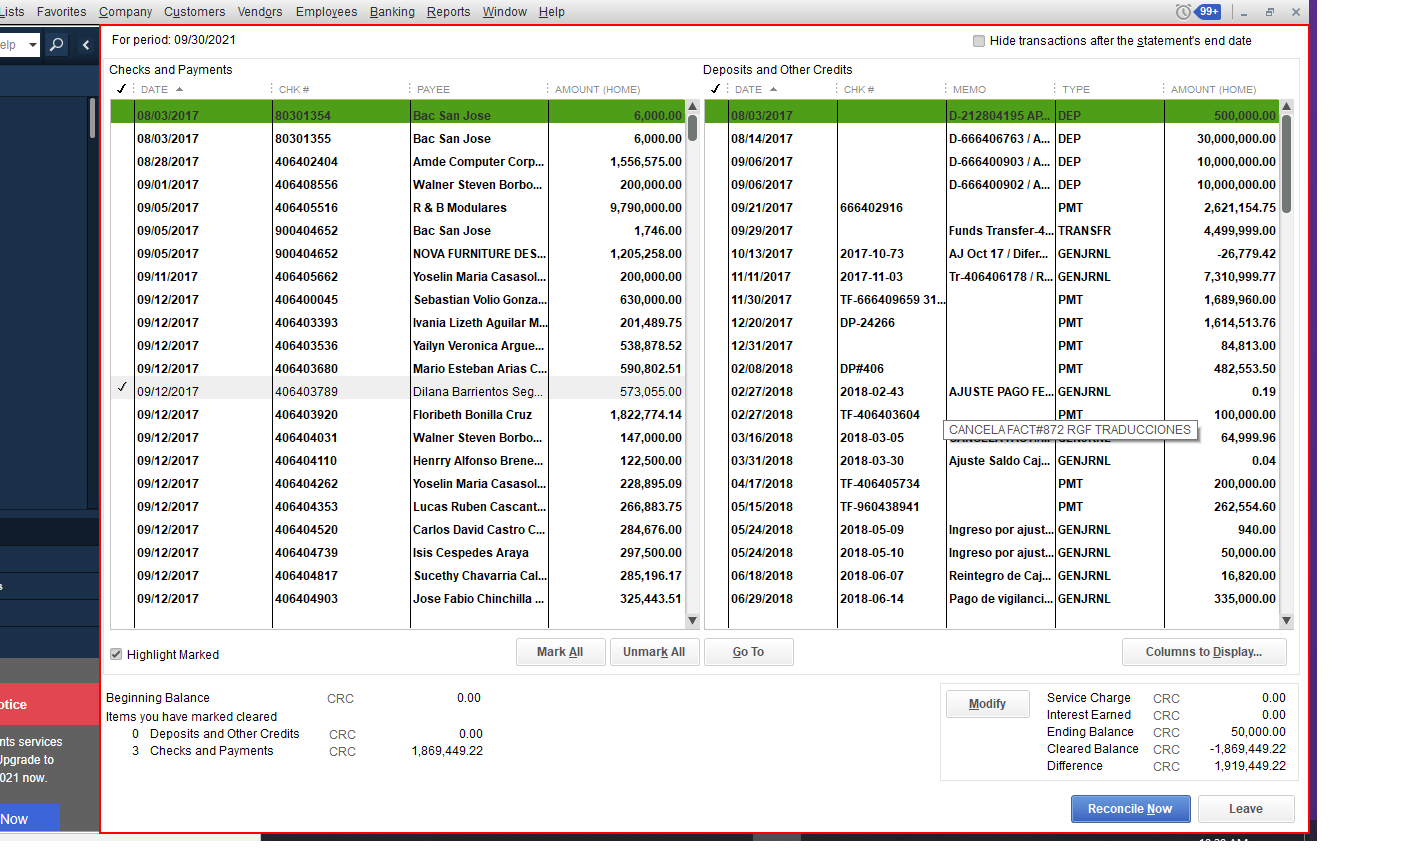 Lists Favorites Company Customers Vendors Employees Banking Reports Window Help 99+
For period: 09/30/2021
Hide transactions after the statement's end date
Checks and Payments
DATE CHK # PAYEE AMOUNT (HOME)
08/03/2017 80301354 Bac San Jose 6,000.00
08/03/2017 80301355 Bac San Jose 6,000.00
08/28/2017 406402404 Amde Computer Corp... 1,556,575.00
09/01/2017 406408556 Walner Steven Borbo... 200,000.00
09/05/2017 406405516 R & B Modulares 9,790,000.00
09/05/2017 900404652 Bac San Jose 1,746.00
09/05/2017 900404652 NOVA FURNITURE DES... 1,205,258.00
09/11/2017 406405662 Yoselin Maria Casasol... 200,000.00
09/12/2017 406400045 Sebastian Volio Gonza... 630,000.00
09/12/2017 406403393 Ivania Lizeth Aguilar M... 201,489.75
09/12/2017 406403536 Yailyn Veronica Argue... 538,878.52
09/12/2017 406403680 Mario Esteban Arias C... 590,802.51
09/12/2017 406403789 Dilana Barrientos Seg... 573,055.00
09/12/2017 406403920 Floribeth Bonilla Cruz 1,822,774.14
09/12/2017 406404031 Walner Steven Borbo... 147,000.00
09/12/2017 406404110 Henrry Alfonso Brene... 122,500.00
09/12/2017 406404262 Yoselin Maria Casasol... 228,895.09
09/12/2017 406404353 Lucas Ruben Cascant... 266,883.75
09/12/2017 406404520 Carlos David Castro C... 284,676.00
09/12/2017 406404739 Isis Cespedes Araya 297,500.00
09/12/2017 406404817 Sucethy Chavarria Cal... 285,196.17
09/12/2017 406404903 Jose Fabio Chinchilla ... 325,443.51
Deposits and Other Credits
DATE CHK # MEMO TYPE AMOUNT (HOME)
08/03/2017 D-212804195 AP... DEP 500,000.00
08/14/2017 D-666406763 / A... DEP 30,000,000.00
09/06/2017 D-666400903 / A... DEP 10,000,000.00
09/06/2017 D-666400902 / A... DEP 10,000,000.00
09/21/2017 666402916 PMT 2,621,154.75
09/29/2017 Funds Transfer-4... TRANSFR 4,499,999.00
10/13/2017 2017-10-73 AJ Oct 17 / Difer... GENJRNL -26,779.42
11/11/2017 2017-11-03 Tr-406406178 / R... GENJRNL 7,310,999.77
11/30/2017 TF-666409659 31... PMT 1,689,960.00
12/20/2017 DP-24266 PMT 1,614,513.76
12/31/2017 PMT 84,813.00
02/08/2018 DP#406 PMT 482,553.50
02/27/2018 2018-02-43 AJUSTE PAGO FE... GENJRNL 0.19
02/27/2018 TF-406403604 PMT 100,000.00
CANCELA FACT#872 RGF TRADUCCIONES
03/16/2018 2018-03-05 64,999.96
03/31/2018 2018-03-30 Ajuste Saldo Caj... GENJRNL 0.04
04/17/2018 TF-406405734 PMT 200,000.00
05/15/2018 TF-960438941 PMT 262,554.60
05/24/2018 2018-05-09 Ingreso por ajust... GENJRNL 940.00
05/24/2018 2018-05-10 Ingreso por ajust... GENJRNL 50,000.00
06/18/2018 2018-06-07 Reintegro de Caj... GENJRNL 16,820.00
06/29/2018 2018-06-14 Pago de vigilanci... GENJRNL 335,000.00
Highlight Marked
Mark All Unmark All Go To Columns to Display...
Beginning Balance CRC 0.00
Items you have marked cleared
0 Deposits and Other Credits CRC 0.00
3 Checks and Payments CRC 1,869,449.22
Modify
Service Charge CRC 0.00
Interest Earned CRC 0.00
Ending Balance CRC 50,000.00
Cleared Balance CRC -1,869,449.22
Difference CRC 1,919,449.22
Reconcile Now Leave
elp
otice
nts services
Upgrade to
021 now.
Now